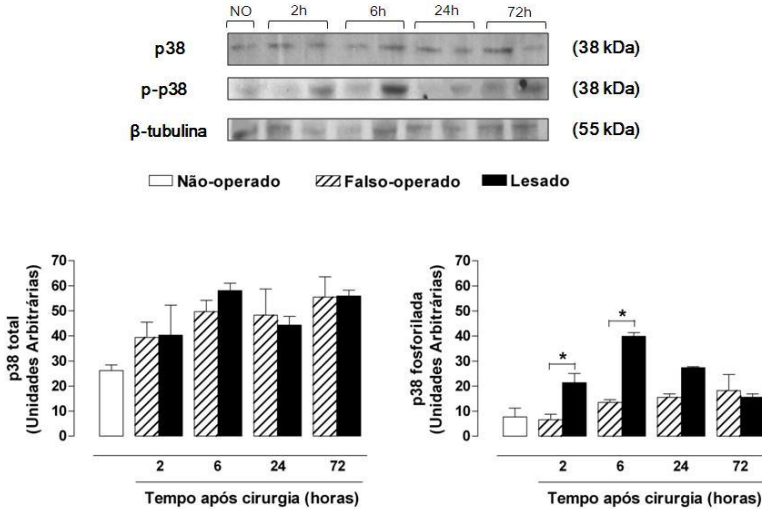 NO 2h 6h 24h 72h
p38 (38 kDa)
p-p38 (38 kDa)
β-tubulina (55 kDa)
Não-operado Falso-operado Lesado
p38 total
(Unidades Arbitrárias)
70
60
50
40
30
20
10
0
2 6 24 72
Tempo após cirurgia (horas)
p38 fosforilada
(Unidades Arbitrárias)
70
60
50
40
30
20
10
0
*
*
2 6 24 72
Tempo após cirurgia (horas)